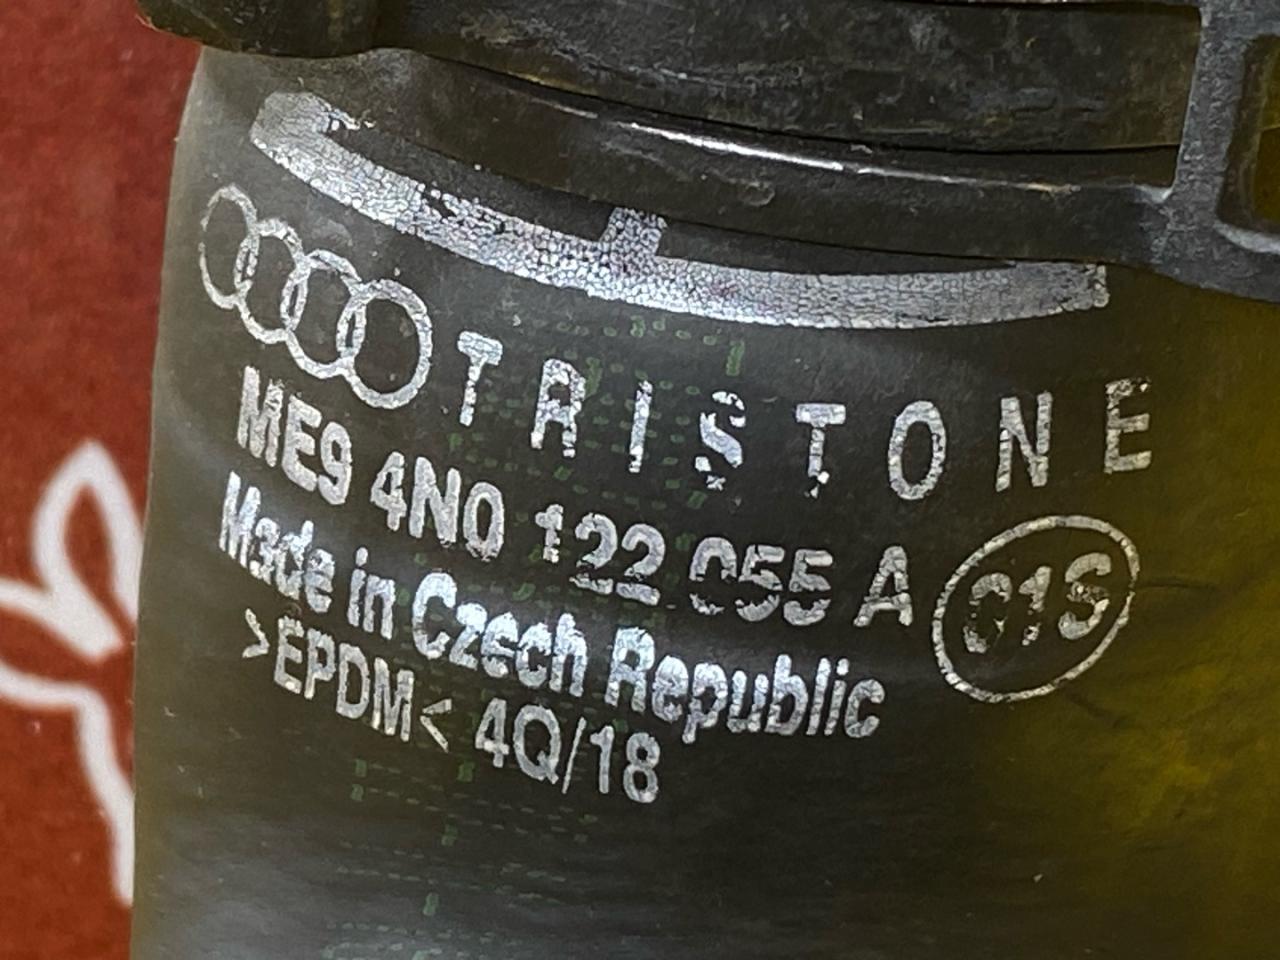 TRISTONE
ME9 4N0 122 055 A 01S
Made in Czech Republic
>EPDM< 4Q/18